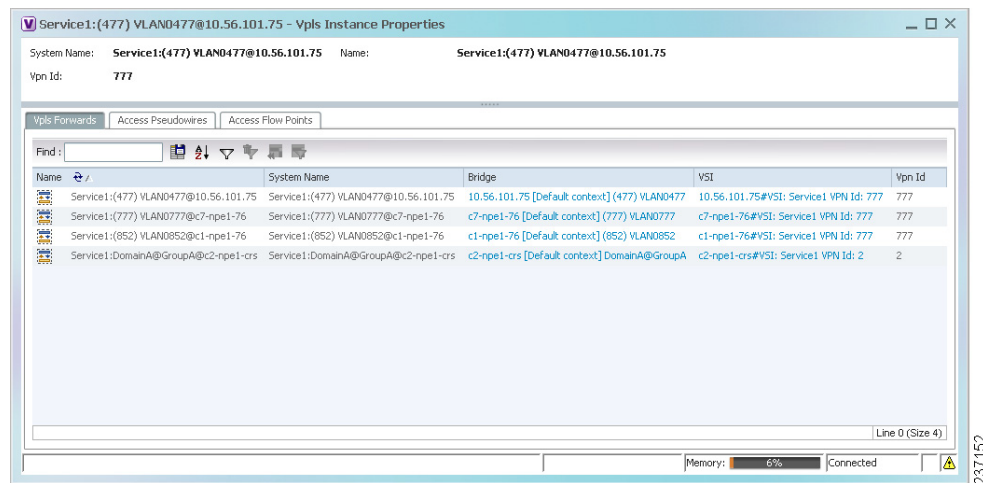 Service1:(477) VLAN0477@10.56.101.75 - Vpls Instance Properties
System Name: Service1:(477) VLAN0477@10.56.101.75 Name: Service1:(477) VLAN0477@10.56.101.75
Vpn Id: 777
Vpls Forwards Access Pseudowires Access Flow Points
Find :
Name System Name Bridge VSI Vpn Id
Service1:(477) VLAN0477@10.56.101.75 Service1:(477) VLAN0477@10.56.101.75 10.56.101.75 [Default context] (477) VLAN0477 10.56.101.75#VSI: Service1 VPN Id: 777 777
Service1:(777) VLAN0777@c7-npe1-76 Service1:(777) VLAN0777@c7-npe1-76 c7-npe1-76 [Default context] (777) VLAN0777 c7-npe1-76#VSI: Service1 VPN Id: 777 777
Service1:(852) VLAN0852@c1-npe1-76 Service1:(852) VLAN0852@c1-npe1-76 c1-npe1-76 [Default context] (852) VLAN0852 c1-npe1-76#VSI: Service1 VPN Id: 777 777
Service1:DomainA@GroupA@c2-npe1-crs Service1:DomainA@GroupA@c2-npe1-crs c2-npe1-crs [Default context] DomainA@GroupA c2-npe1-crs#VSI: Service1 VPN Id: 2 2
Line 0 (Size 4)
Memory: 6% Connected
237152